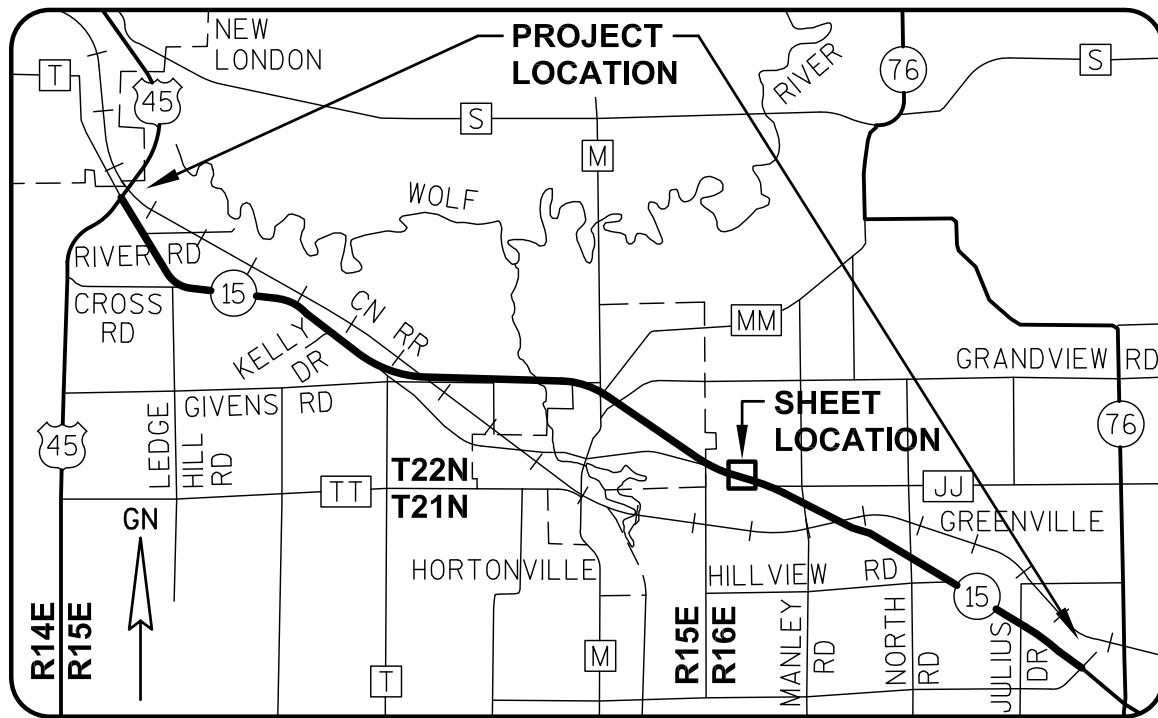 NEW
LONDON
PROJECT
LOCATION
RIVER
76
S
T
45
S
M
WOLF
RIVER RD
CROSS
RD
15
CN RR
KELLY
DR
MM
GRANDVIEW RD
GIVENS RD
SHEET
LOCATION
76
45
LEDGE
HILL
RD
T22N
TT
T21N
JJ
GREENVILLE
GN
HORTONVILLE
HILLVIEW RD
15
R14E
R15E
R15E
R16E
MANLEY
RD
NORTH
RD
JULIUS
DR
T
M